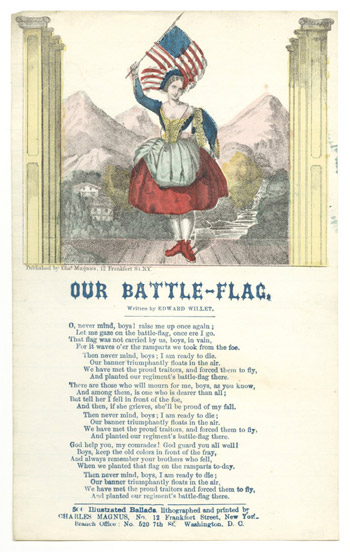 Published by Chas Magnus, 12 Frankfort St. N.Y.
OUR BATTLE-FLAG,
Written by EDWARD WILLET,
O, never mind, boys! raise me up once again;
Let me gaze on the battle-flag, once ere I go.
That flag was not carried by us, boys, in vain,
For it waves o'er the ramparts we took from the foe.
Then never mind, boys; I am ready to die.
Our banner triumphantly floats in the air.
We have met the proud traitors, and forced them to fly,
And planted our regiment's battle-flag there.
There are those who will mourn for me, boys, as you know,
And among them, is one who is dearer than all;
But tell her I fell in front of the foe,
And then, if she grieves, she'll be proud of my fall.
Then never mind, boys; I am ready to die;
Our banner triumphantly floats in the air.
We have met the proud traitors, and forced them to fly,
And planted our regiment's battle-flag there.
God help you, my comrades! God guard you all well!
Boys, keep the old colors in front of the fray,
And always remember your brothers who fell,
When we planted that flag on the ramparts to-day.
Then never mind, boys; I am ready to die;
Our banner triumphantly floats in the air.
We have met the proud traitors and forced them to fly,
And planted our regiment's battle-flag there.
500 Illustrated Ballads, lithographed and printed by
CHARLES MAGNUS, No. 12 Frankfort Street, New York.
Branch Office: No. 520 7th St. Washington, D. C.